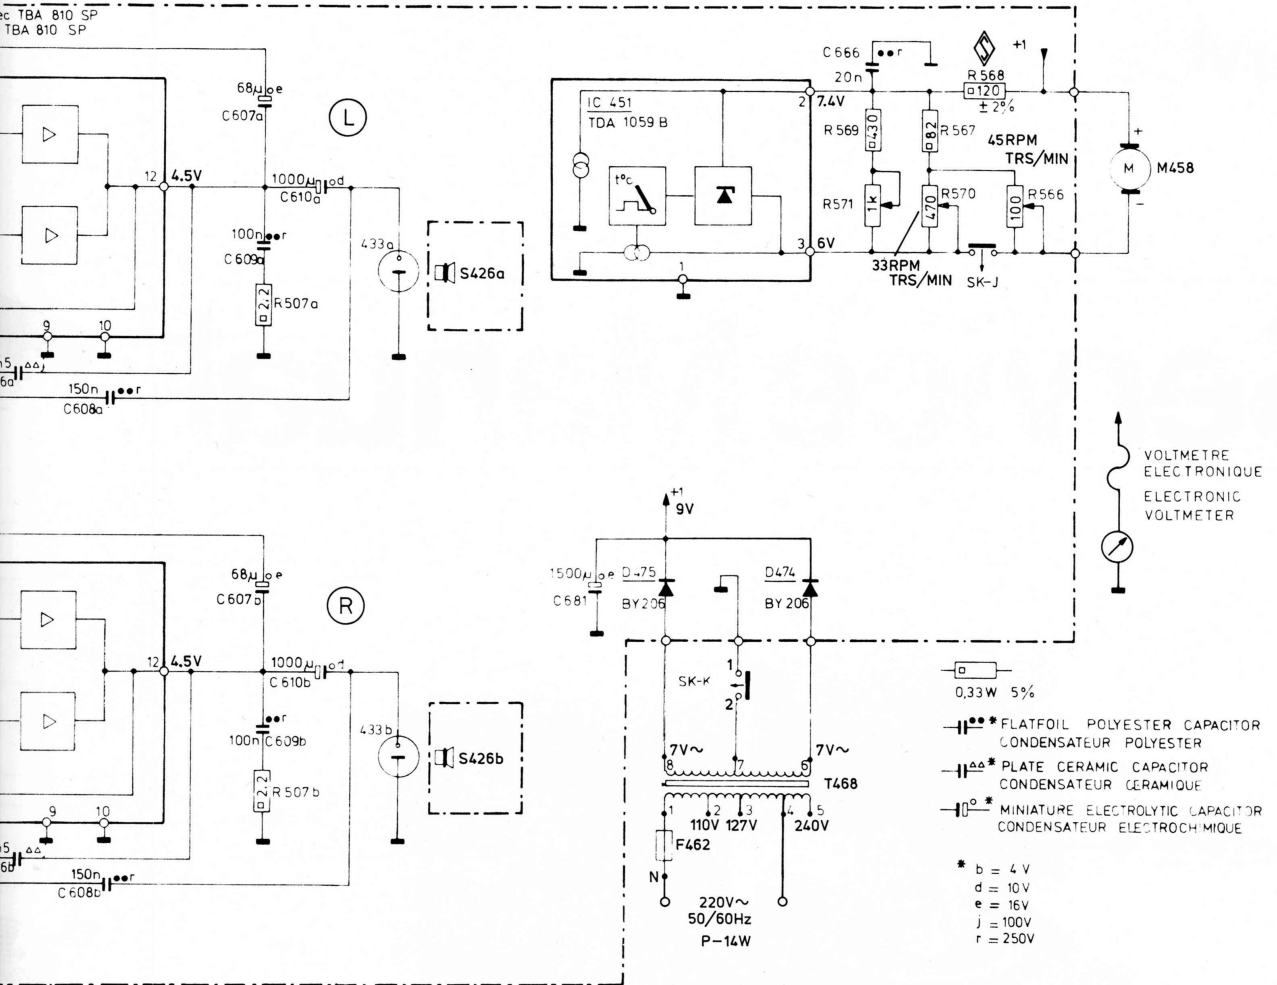 ec TBA 810 SP
TBA 810 SP
68µ e
C607a
L
12 4.5V
1000µ d
C610a
100n r
C609a
R507a
2.2
433a
S426a
9 10
150n r
C608a
IC 451
TDA 1059 B
t°c
2 7.4V
3 6V
1
C666 r
20n
R568
120
± 2%
+1
R569
430
82
R567
45RPM
TRS/MIN
R571
1k
470
R570
100
R566
33RPM
TRS/MIN
SK-J
+
M
M458
−
VOLTMETRE
ELECTRONIQUE
ELECTRONIC
VOLTMETER
68µ e
C607b
R
12 4.5V
1000µ d
C610b
100n r
C609b
R507b
2.2
433b
S426b
9 10
150n r
C608b
+1
9V
1500µ e
C681
D475
BY206
D474
BY206
SK-K
1
2
7V~
7V~
8 7 6
T468
1 2 3 4 5
110V 127V 240V
F462
N
220V~
50/60Hz
P-14W
0,33W 5%
* FLATFOIL POLYESTER CAPACITOR
CONDENSATEUR POLYESTER
* PLATE CERAMIC CAPACITOR
CONDENSATEUR CERAMIQUE
* MINIATURE ELECTROLYTIC CAPACITOR
CONDENSATEUR ELECTROCHIMIQUE
* b = 4V
d = 10V
e = 16V
j = 100V
r = 250V